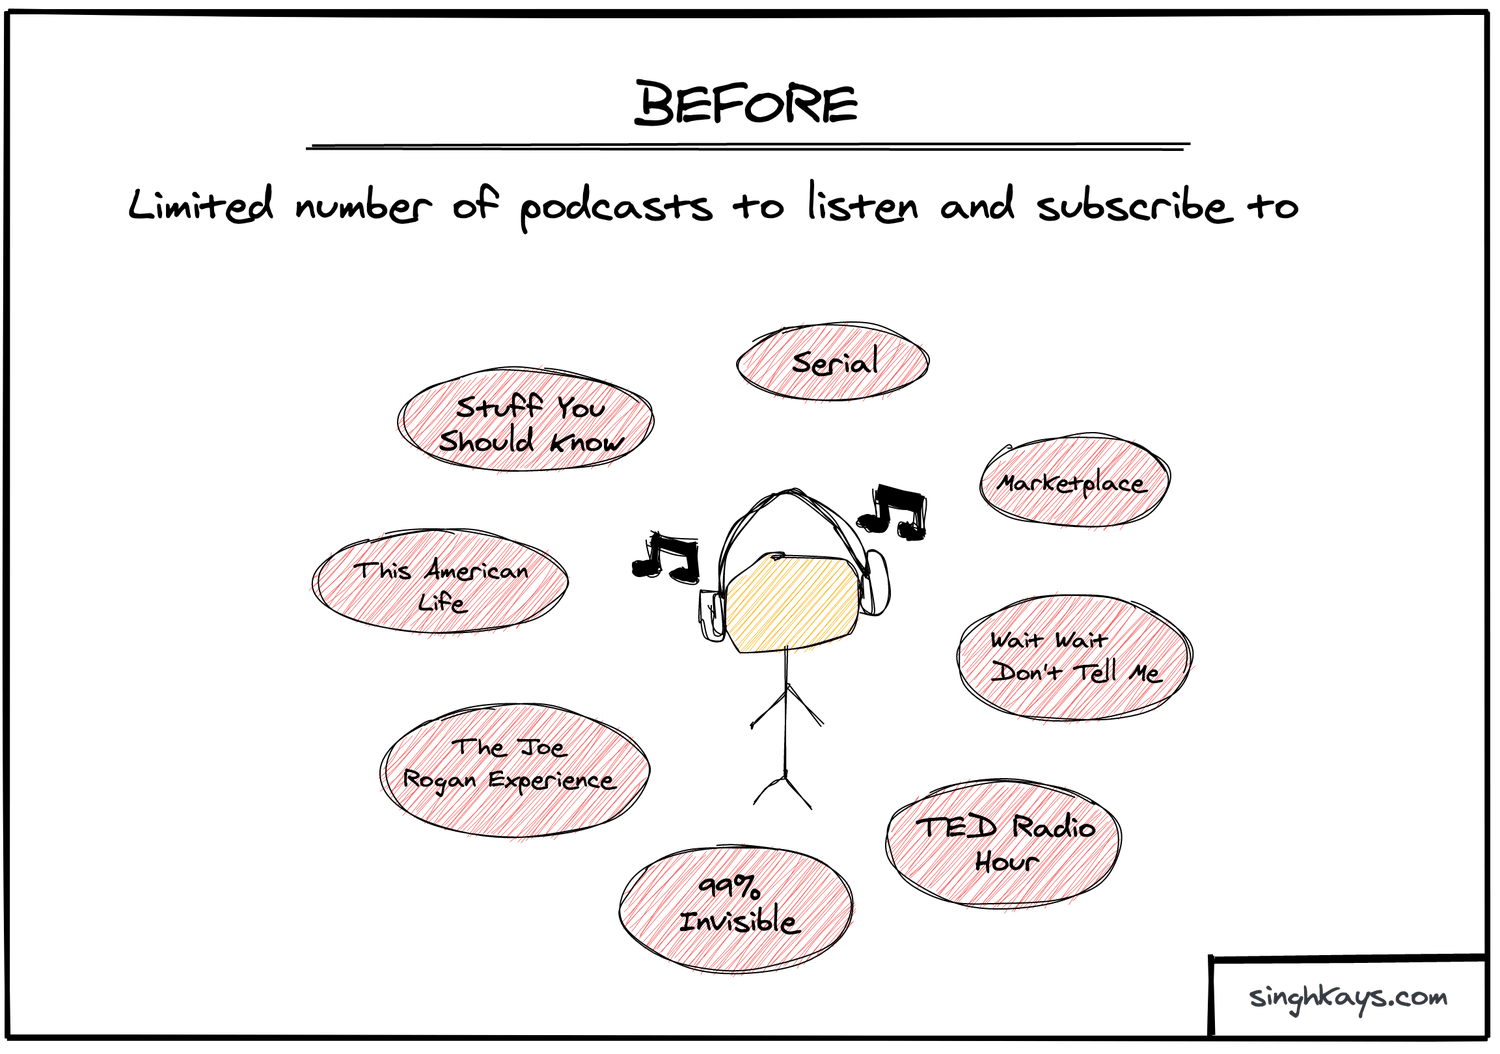 BEFORE
Limited number of podcasts to listen and subscribe to
Serial
Stuff You
Should Know
Marketplace
This American
Life
Wait Wait
Don't Tell Me
The Joe
Rogan Experience
TED Radio
Hour
99%
Invisible
singhkays.com